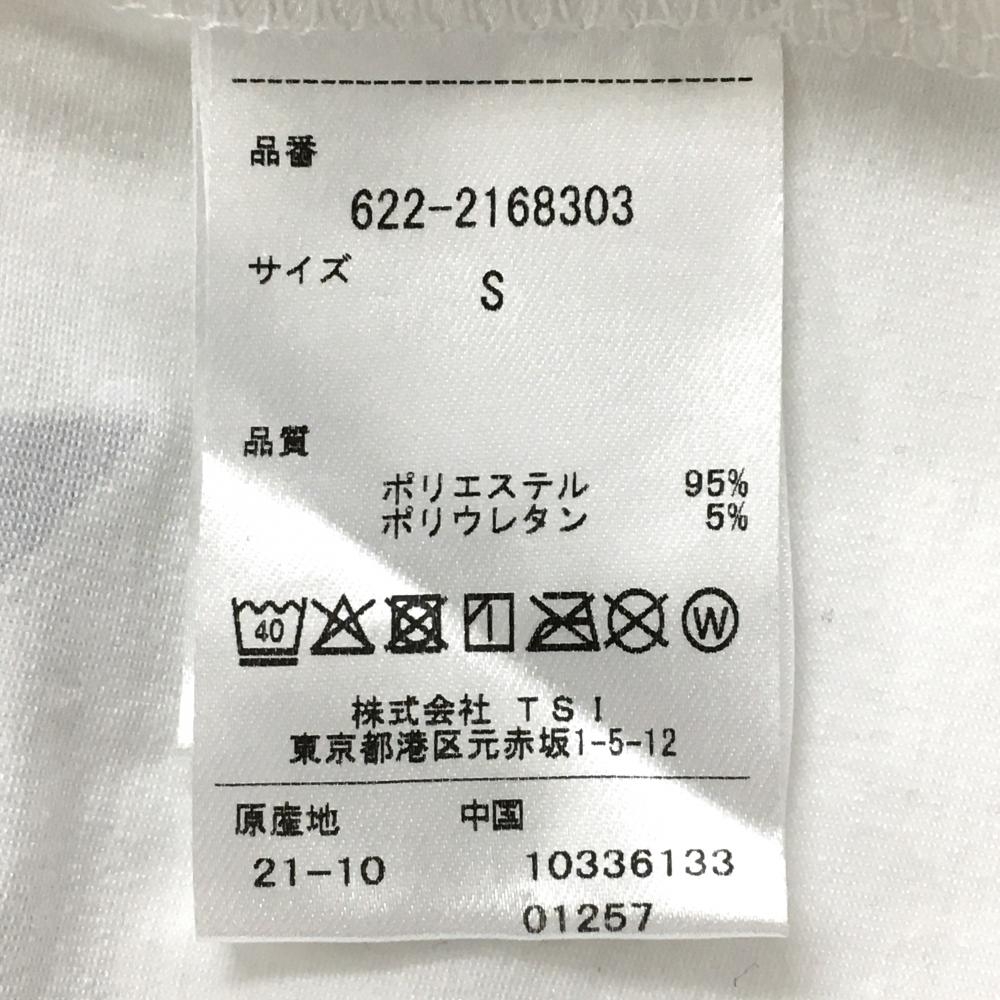 品番
622-2168303
サイズ
S
品質
ポリエステル 95%
ポリウレタン 5%
40 W
株式会社 TSI
東京都港区元赤坂1-5-12
原産地 中国
21-10 10336133
01257